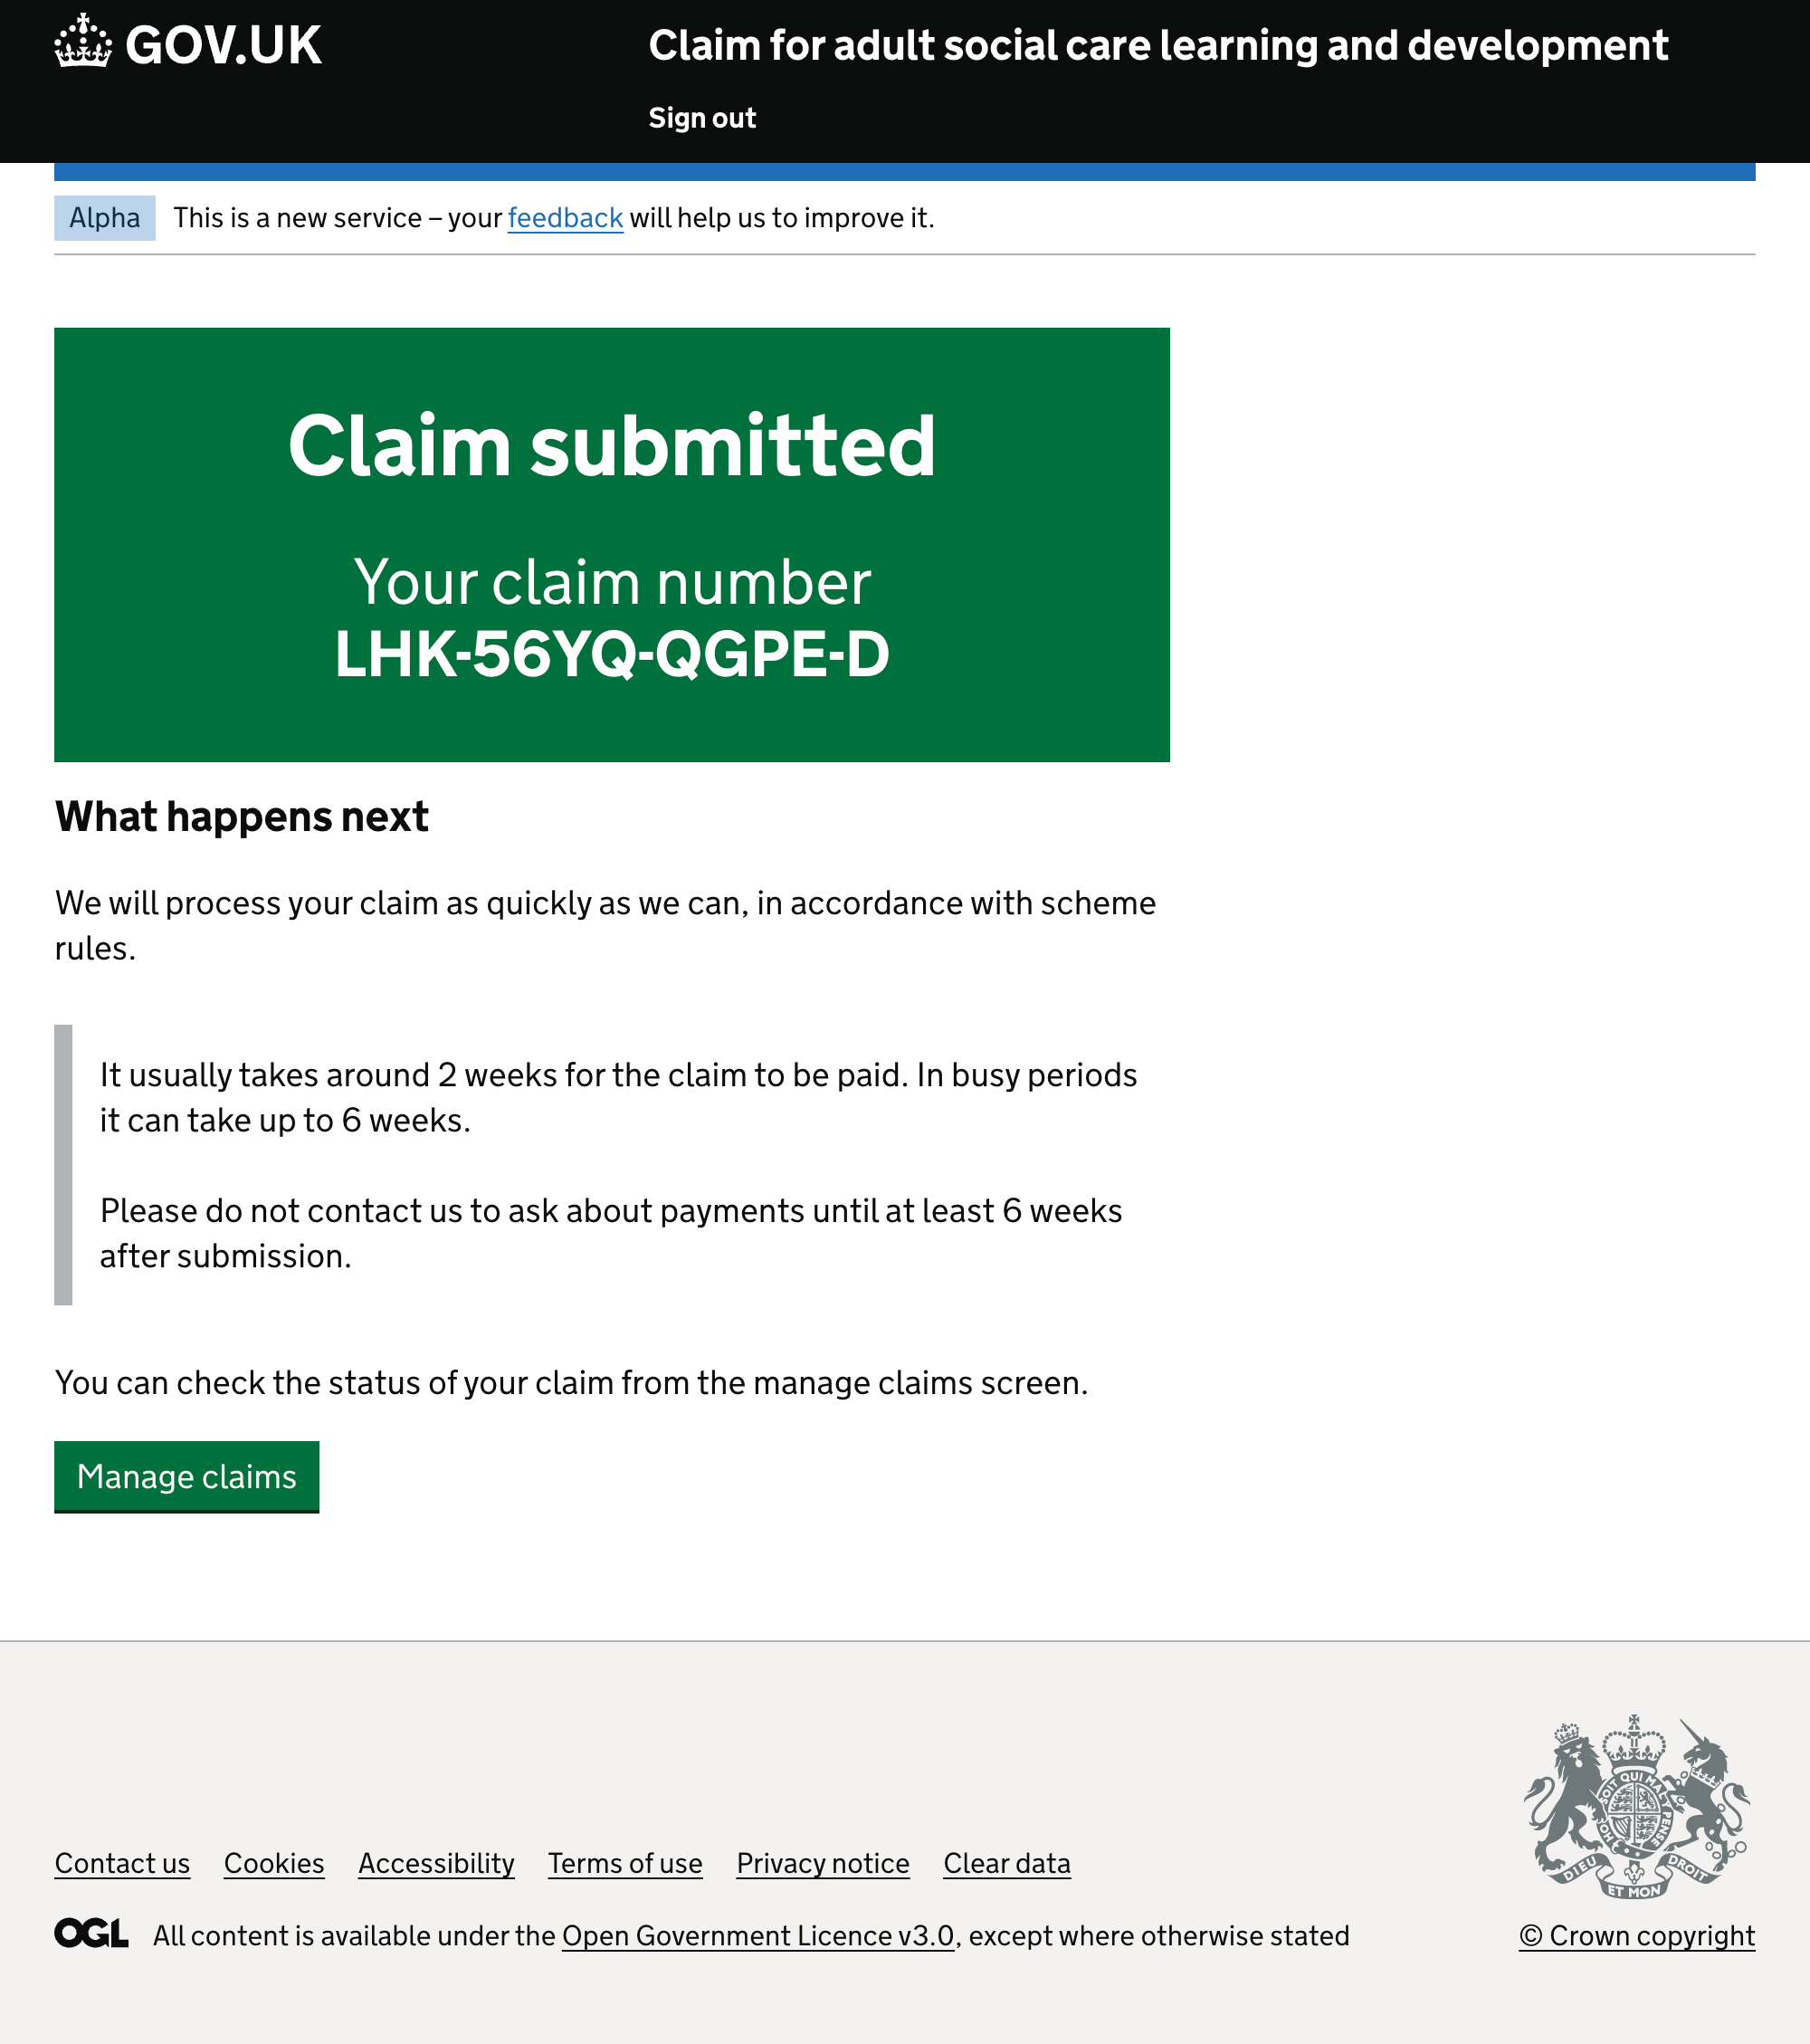 GOV.UK
Claim for adult social care learning and development
Sign out
Alpha
This is a new service – your feedback will help us to improve it.
Claim submitted
Your claim number
LHK-56YQ-QGPE-D
What happens next
We will process your claim as quickly as we can, in accordance with scheme
rules.
It usually takes around 2 weeks for the claim to be paid. In busy periods
it can take up to 6 weeks.
Please do not contact us to ask about payments until at least 6 weeks
after submission.
You can check the status of your claim from the manage claims screen.
Manage claims
SOIT QUI MAL Y PENSE
DIEU ET MON DROIT
Contact us Cookies Accessibility Terms of use Privacy notice Clear data
OGL All content is available under the Open Government Licence v3.0, except where otherwise stated
© Crown copyright